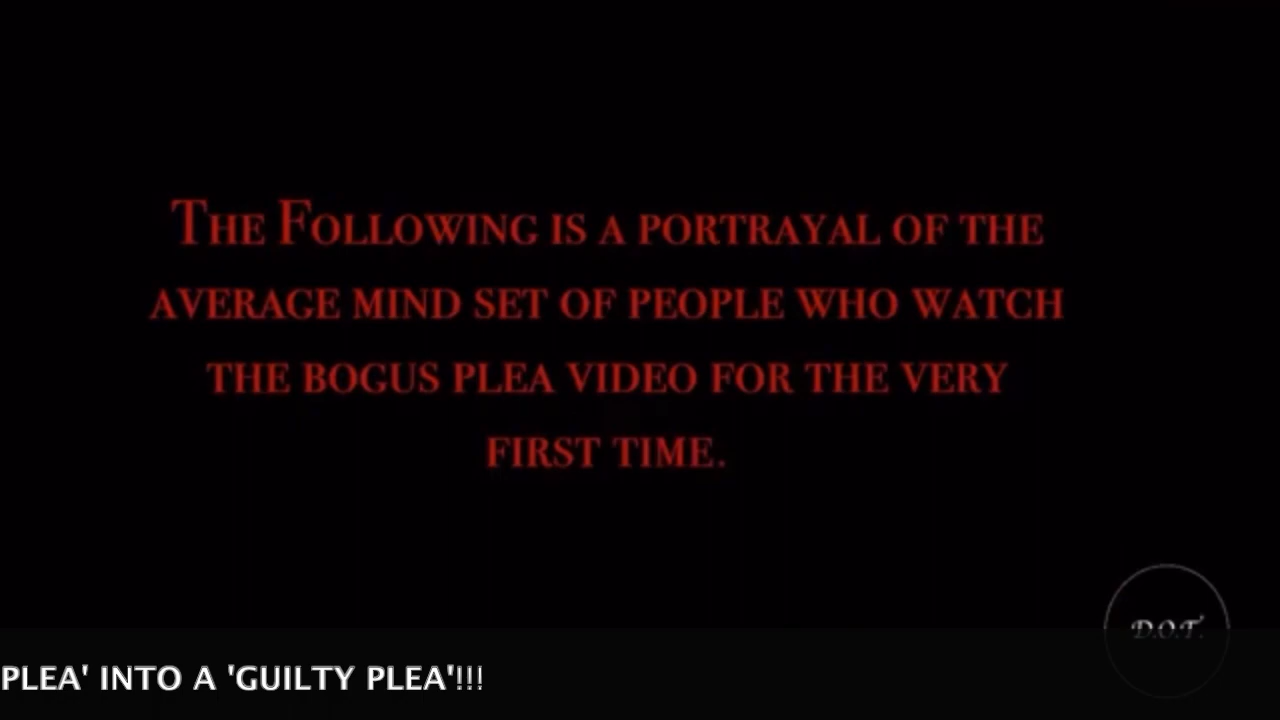 The Following is a portrayal of the
average mind set of people who watch
the bogus plea video for the very
first time.
D.O.T.
PLEA' INTO A 'GUILTY PLEA'!!!